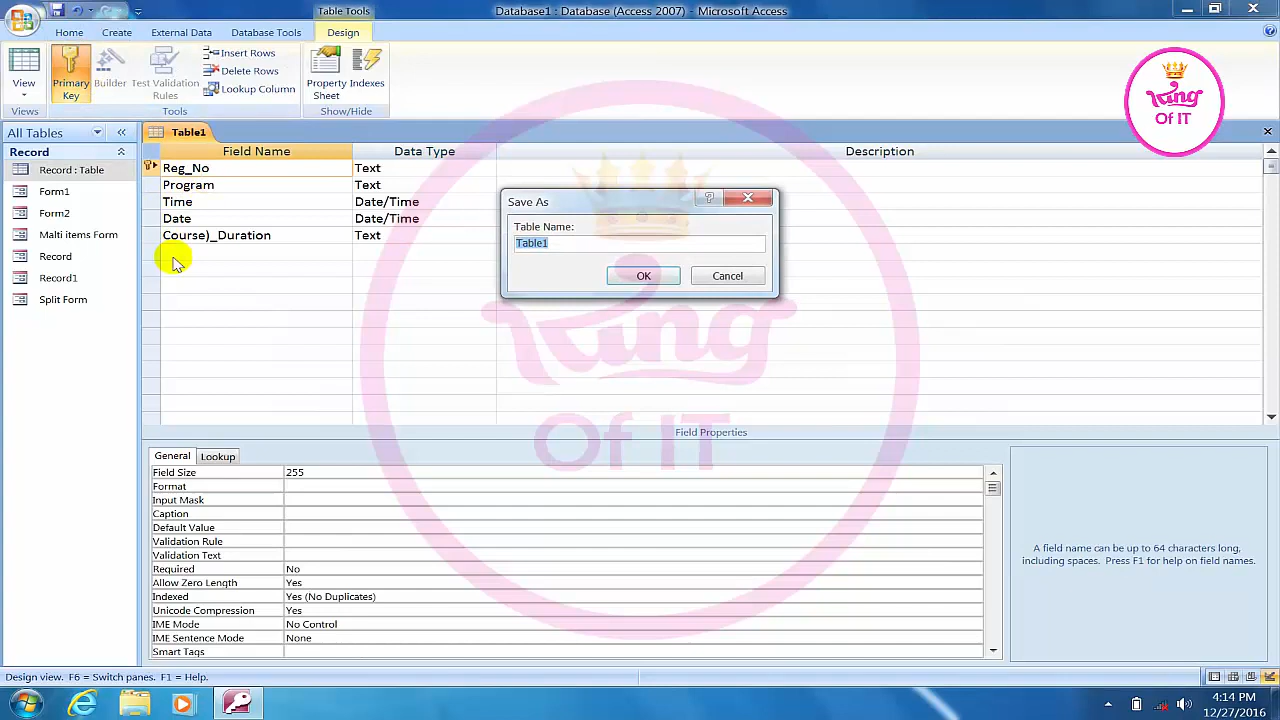 Table Tools
Database1 : Database (Access 2007) - Microsoft Access
Home
Create
External Data
Database Tools
Design
View
Primary Key
Builder
Test Validation Rules
Insert Rows
Delete Rows
Lookup Column
Property Sheet
Indexes
Views
Tools
Show/Hide
King
Of IT
All Tables
Table1
Record
Record : Table
Form1
Form2
Malti items Form
Record
Record1
Split Form
Field Name Data Type Description
Reg_No Text
Program Text
Time Date/Time
Date Date/Time
Course)_Duration Text
Save As
Table Name:
Table1
OK
Cancel
King
Of IT
Field Properties
General
Lookup
Field Size 255
Format
Input Mask
Caption
Default Value
Validation Rule
Validation Text
Required No
Allow Zero Length Yes
Indexed Yes (No Duplicates)
Unicode Compression Yes
IME Mode No Control
IME Sentence Mode None
Smart Tags
A field name can be up to 64 characters long,
including spaces. Press F1 for help on field names.
Design view. F6 = Switch panes. F1 = Help.
4:14 PM
12/27/2016